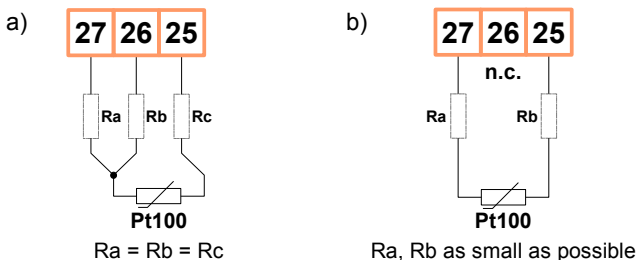 a)
27 26 25
Ra Rb Rc
Pt100
Ra = Rb = Rc
b)
27 26 25
n.c.
Ra Rb
Pt100
Ra, Rb as small as possible